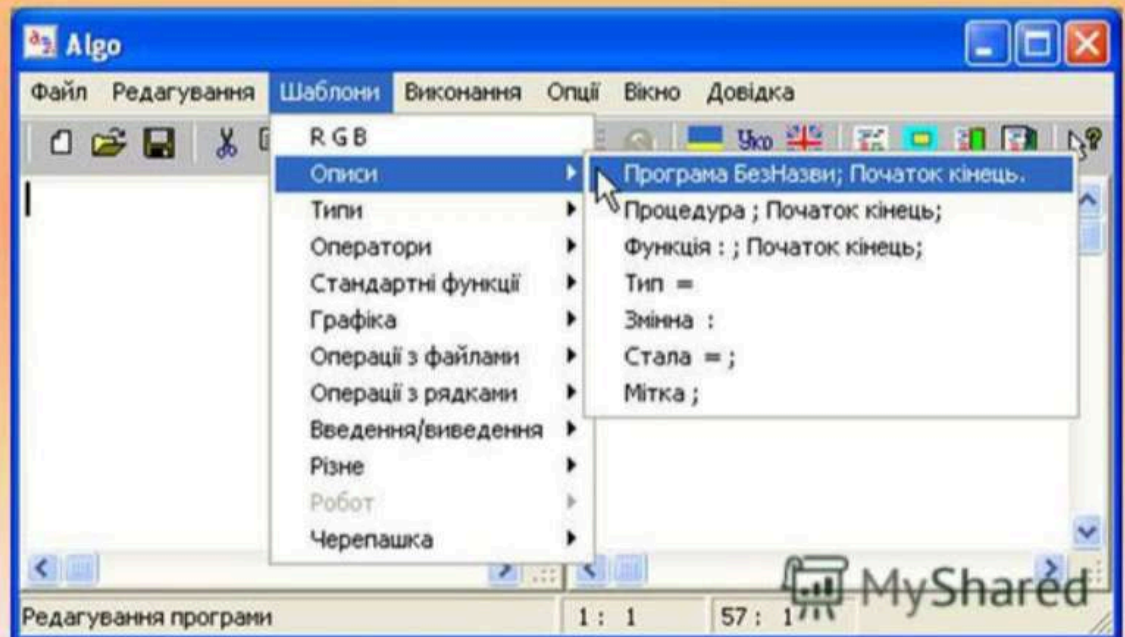 Algo
Файл Редагування Шаблони Виконання Опції Вікно Довідка
Уко
R G B
Описи
Типи
Оператори
Стандартні функції
Графіка
Операції з файлами
Операції з рядками
Введення/виведення
Різне
Робот
Черепашка
Програма БезНазви; Початок кінець.
Процедура ; Початок кінець;
Функція : ; Початок кінець;
Тип =
Змінна :
Стала = ;
Мітка ;
MyShared
Редагування програми 1 : 1 57 : 1